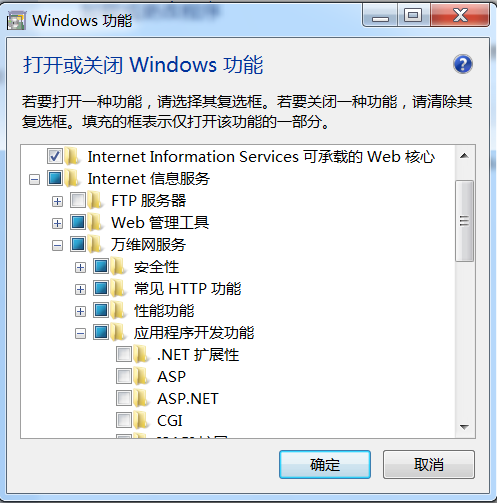 Windows 功能
打开或关闭 Windows 功能
若要打开一种功能，请选择其复选框。若要关闭一种功能，请清除其
复选框。填充的框表示仅打开该功能的一部分。
Internet Information Services 可承载的 Web 核心
Internet 信息服务
FTP 服务器
Web 管理工具
万维网服务
安全性
常见 HTTP 功能
性能功能
应用程序开发功能
.NET 扩展性
ASP
ASP.NET
CGI
确定
取消